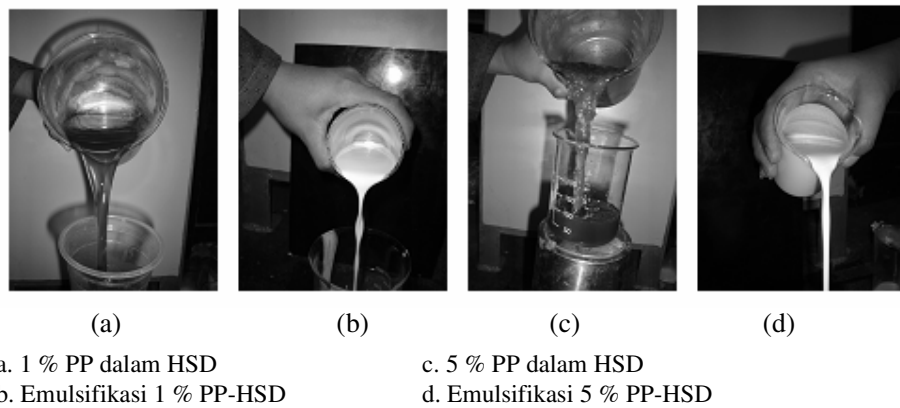 (a) (b) (c) (d)
a. 1 % PP dalam HSD c. 5 % PP dalam HSD
b. Emulsifikasi 1 % PP-HSD d. Emulsifikasi 5 % PP-HSD